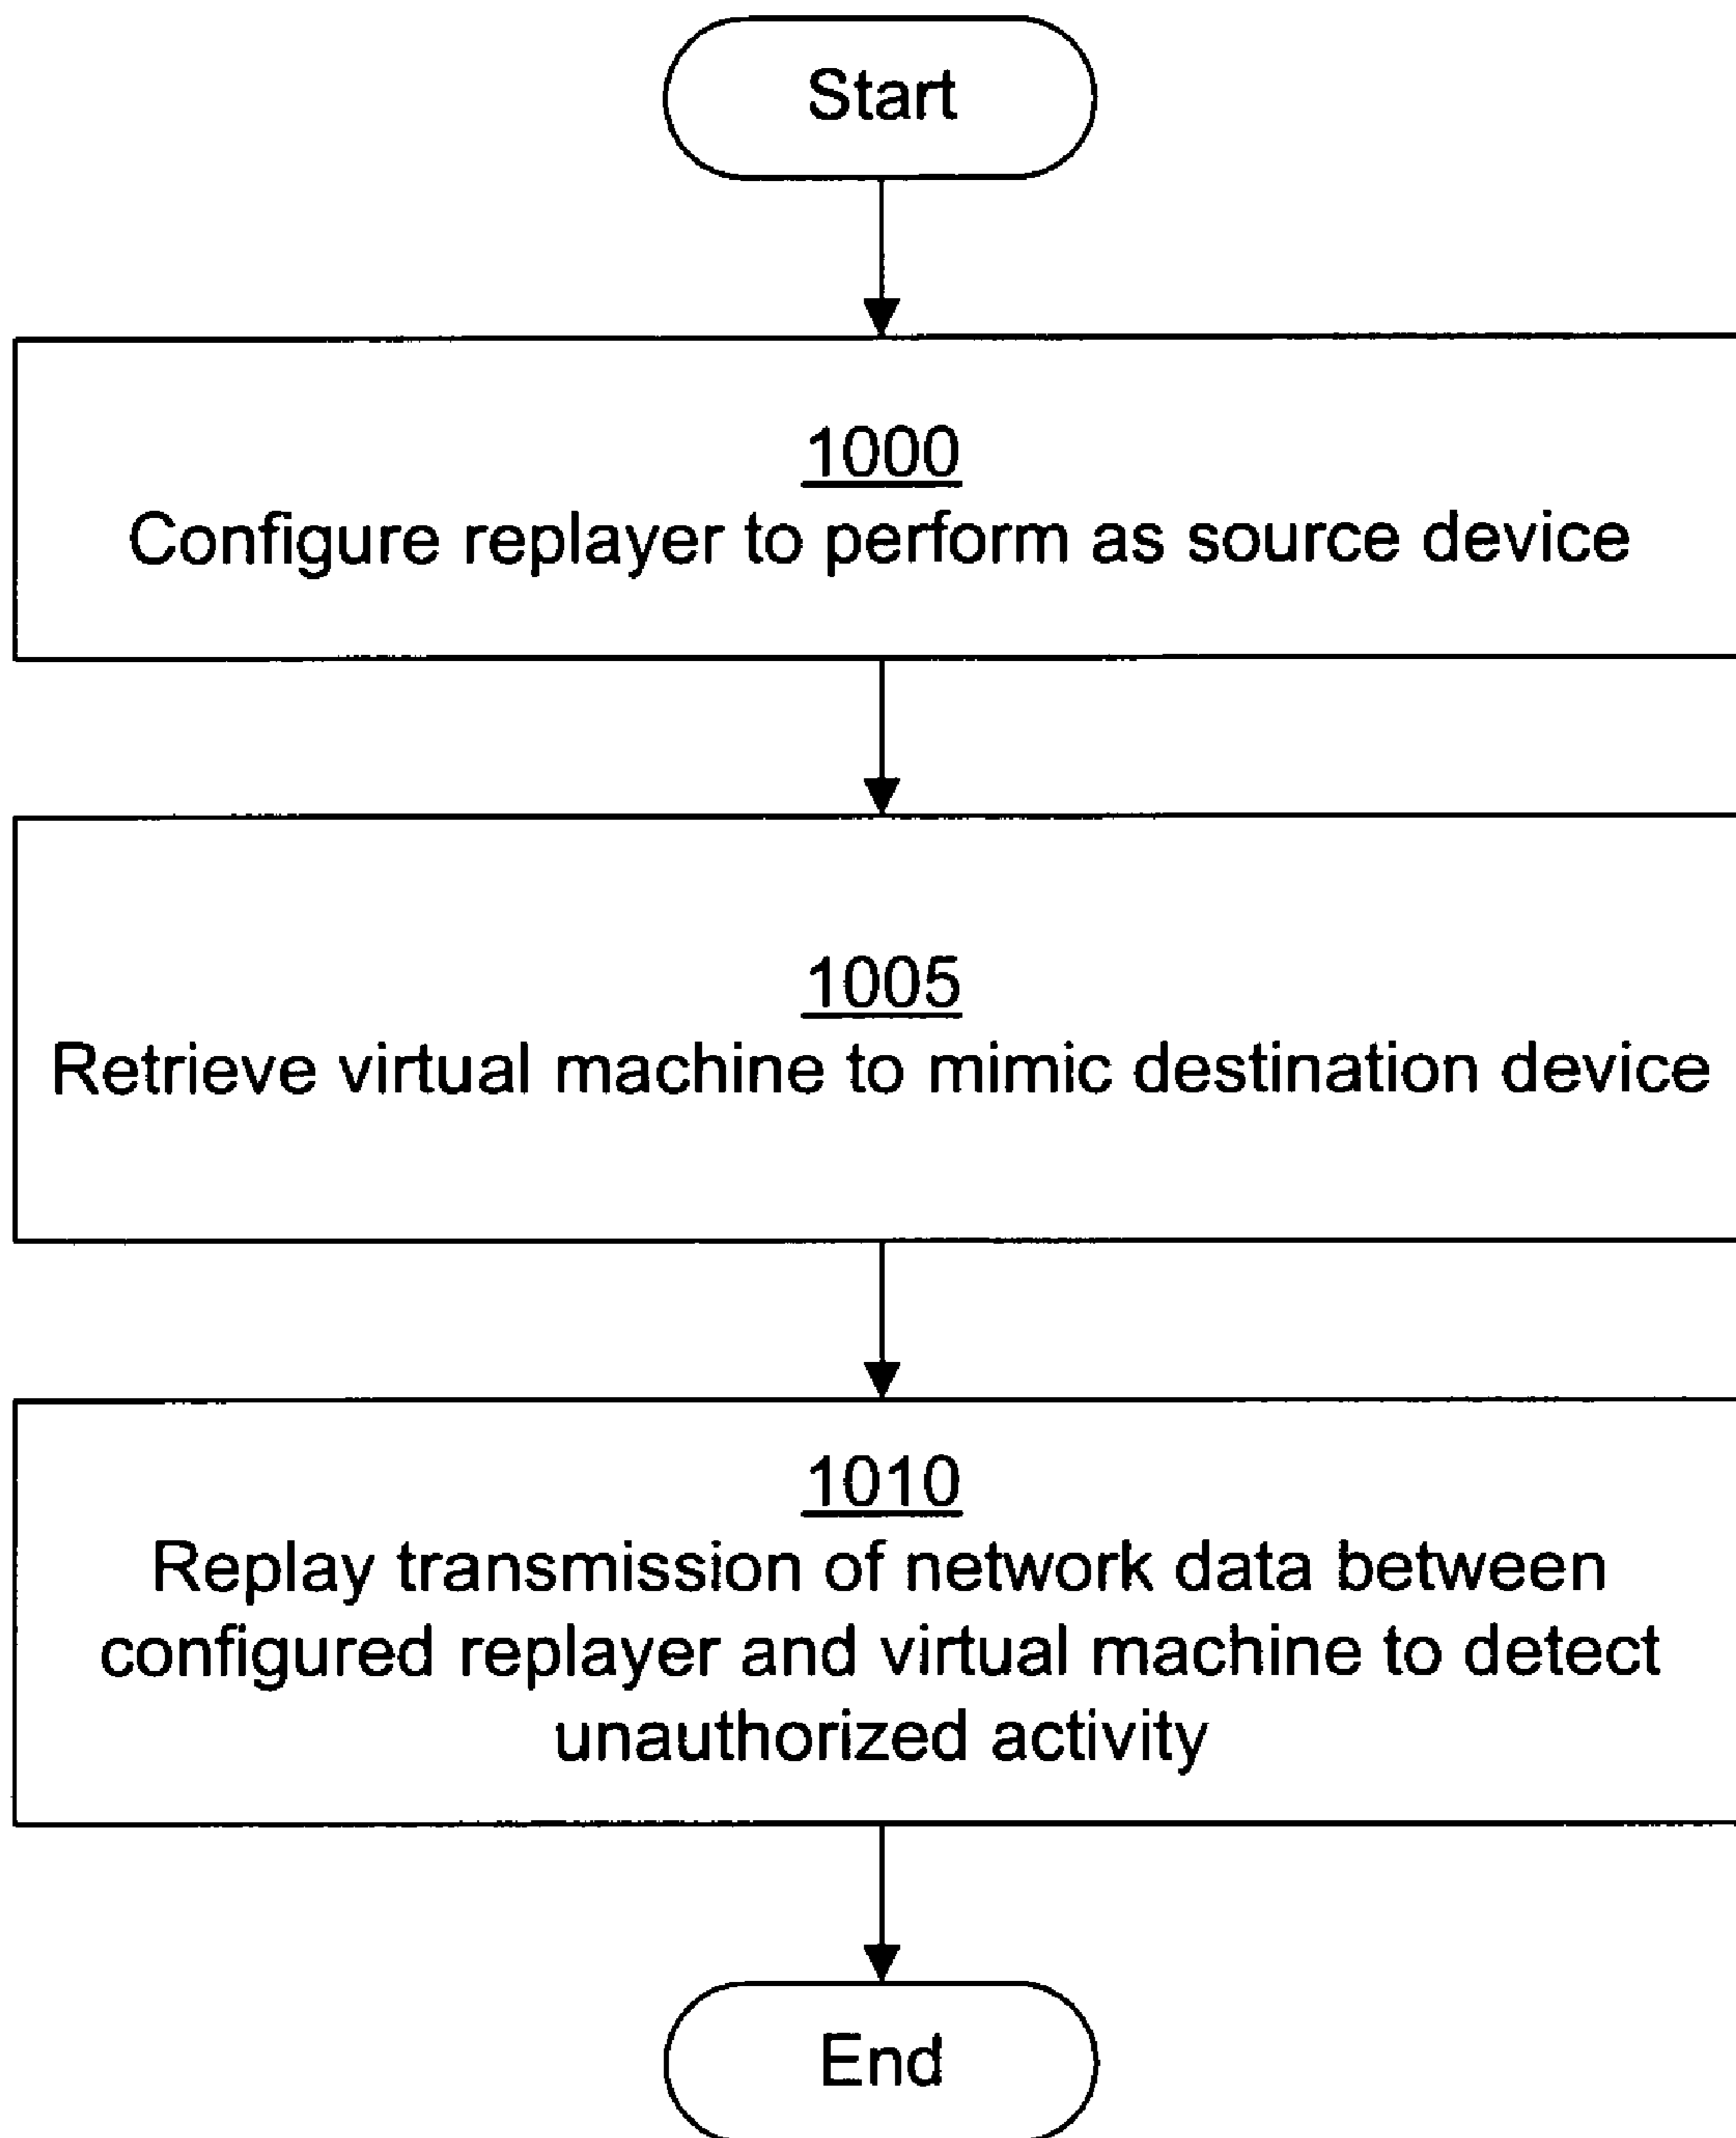 Start
1000
Configure replayer to perform as source device
1005
Retrieve virtual machine to mimic destination device
1010
Replay transmission of network data between
configured replayer and virtual machine to detect
unauthorized activity
End